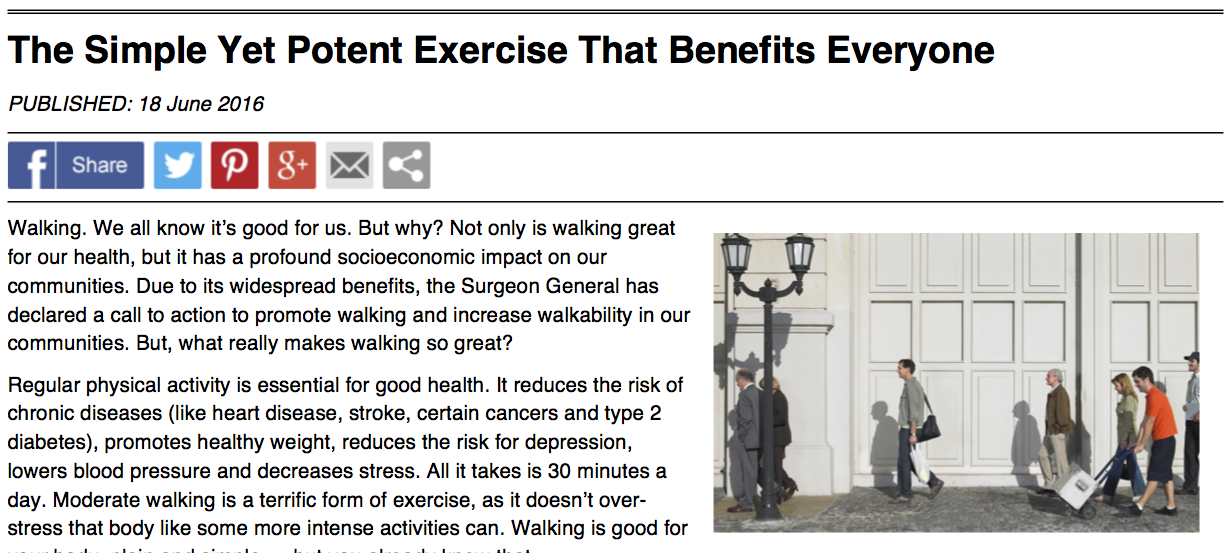 The Simple Yet Potent Exercise That Benefits Everyone
PUBLISHED: 18 June 2016
f Share
g+
Walking. We all know it’s good for us. But why? Not only is walking great
for our health, but it has a profound socioeconomic impact on our
communities. Due to its widespread benefits, the Surgeon General has
declared a call to action to promote walking and increase walkability in our
communities. But, what really makes walking so great?
Regular physical activity is essential for good health. It reduces the risk of
chronic diseases (like heart disease, stroke, certain cancers and type 2
diabetes), promotes healthy weight, reduces the risk for depression,
lowers blood pressure and decreases stress. All it takes is 30 minutes a
day. Moderate walking is a terrific form of exercise, as it doesn’t over-
stress that body like some more intense activities can. Walking is good for